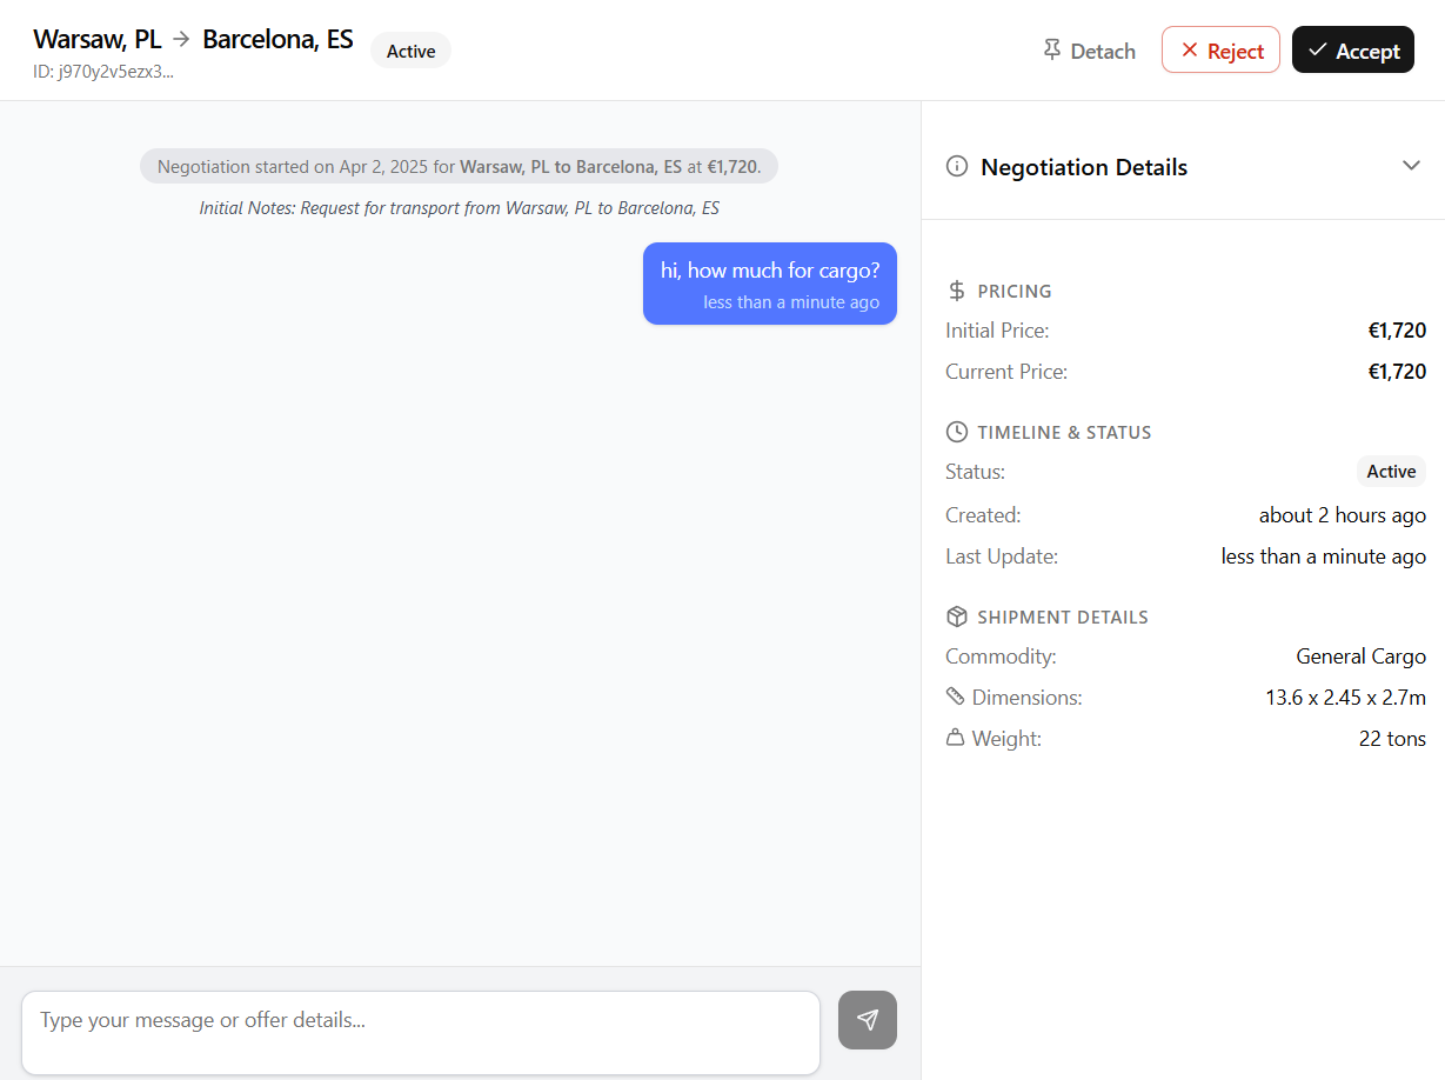 Warsaw, PL → Barcelona, ES
Active
ID: j970y2v5ezx3...
Detach
Reject
Accept
Negotiation started on Apr 2, 2025 for Warsaw, PL to Barcelona, ES at €1,720.
Initial Notes: Request for transport from Warsaw, PL to Barcelona, ES
hi, how much for cargo?
less than a minute ago
Type your message or offer details...
Negotiation Details
PRICING
Initial Price: €1,720
Current Price: €1,720
TIMELINE & STATUS
Status: Active
Created: about 2 hours ago
Last Update: less than a minute ago
SHIPMENT DETAILS
Commodity: General Cargo
Dimensions: 13.6 x 2.45 x 2.7m
Weight: 22 tons